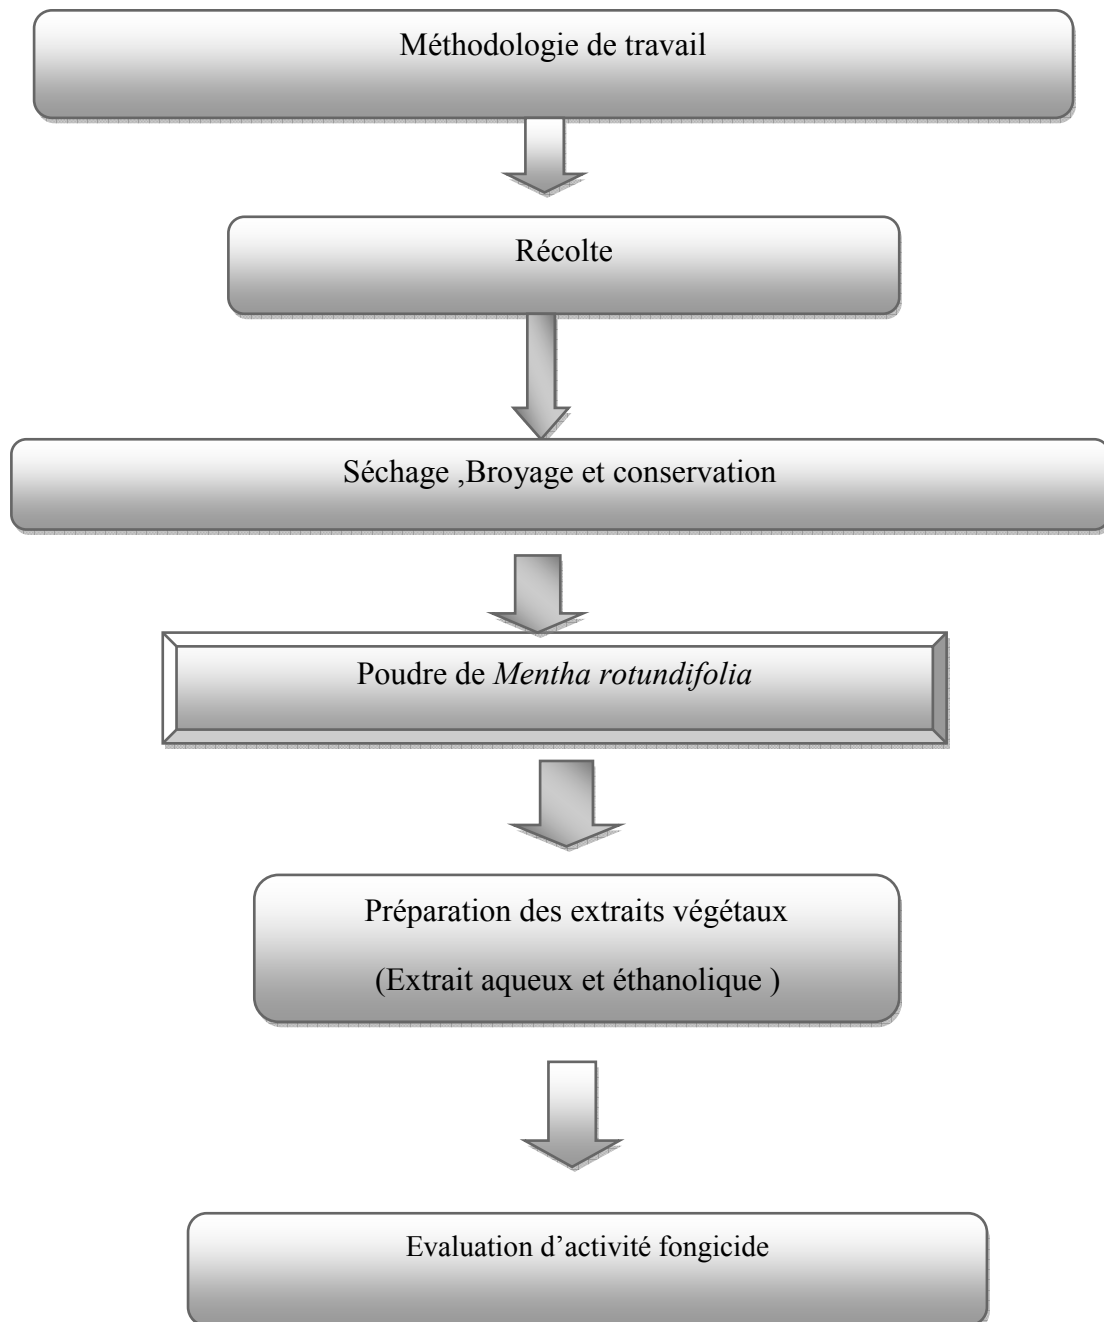 Méthodologie de travail
Récolte
Séchage ,Broyage et conservation
Poudre de Mentha rotundifolia
Préparation des extraits végétaux
(Extrait aqueux et éthanolique )
Evaluation d’activité fongicide